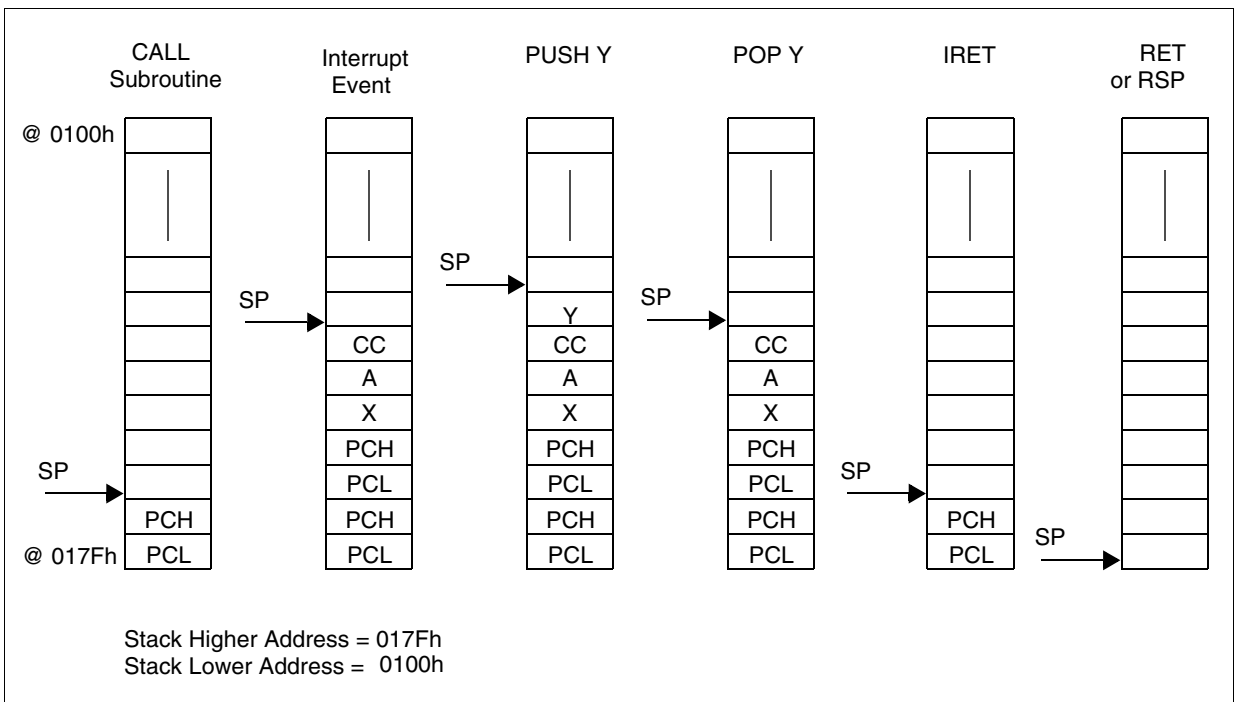 CALL
Subroutine
Interrupt
Event
PUSH Y
POP Y
IRET
RET
or RSP
@ 0100h
SP
SP
SP
Y
CC
CC
CC
A
A
A
X
X
X
PCH
PCH
PCH
SP
SP
PCL
PCL
PCL
PCH
PCH
PCH
PCH
PCH
SP
@ 017Fh
PCL
PCL
PCL
PCL
PCL
Stack Higher Address = 017Fh
Stack Lower Address = 0100h